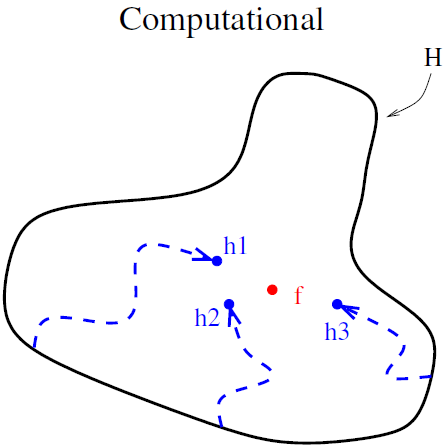 Computational
H
h1
f
h2
h3